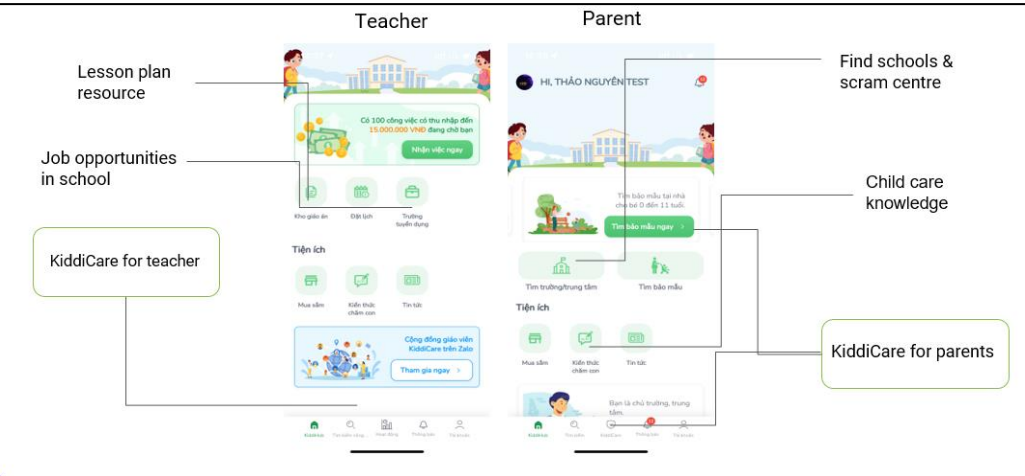 Teacher
Parent
Lesson plan
resource
Job opportunities
in school
KiddiCare for teacher
Có 100 công việc có thu nhập đến
15.000.000 VNĐ đang chờ bạn
Nhận việc ngay
Kho giáo án
Đặt lịch
Trường
tuyển dụng
Tiện ích
Mua sắm
Kiến thức
chăm con
Tin tức
Cộng đồng giáo viên
KiddiCare trên Zalo
Tham gia ngay >
HI, THẢO NGUYÊN TEST
Tìm bảo mẫu tại nhà
cho bé 0 đến 11 tuổi.
Tìm bảo mẫu ngay >
Tìm trường/trung tâm
Tìm bảo mẫu
Tiện ích
Mua sắm
Kiến thức
chăm con
Tin tức
Bạn là chủ trường, trung
tâm,
Find schools &
scram centre
Child care
knowledge
KiddiCare for parents